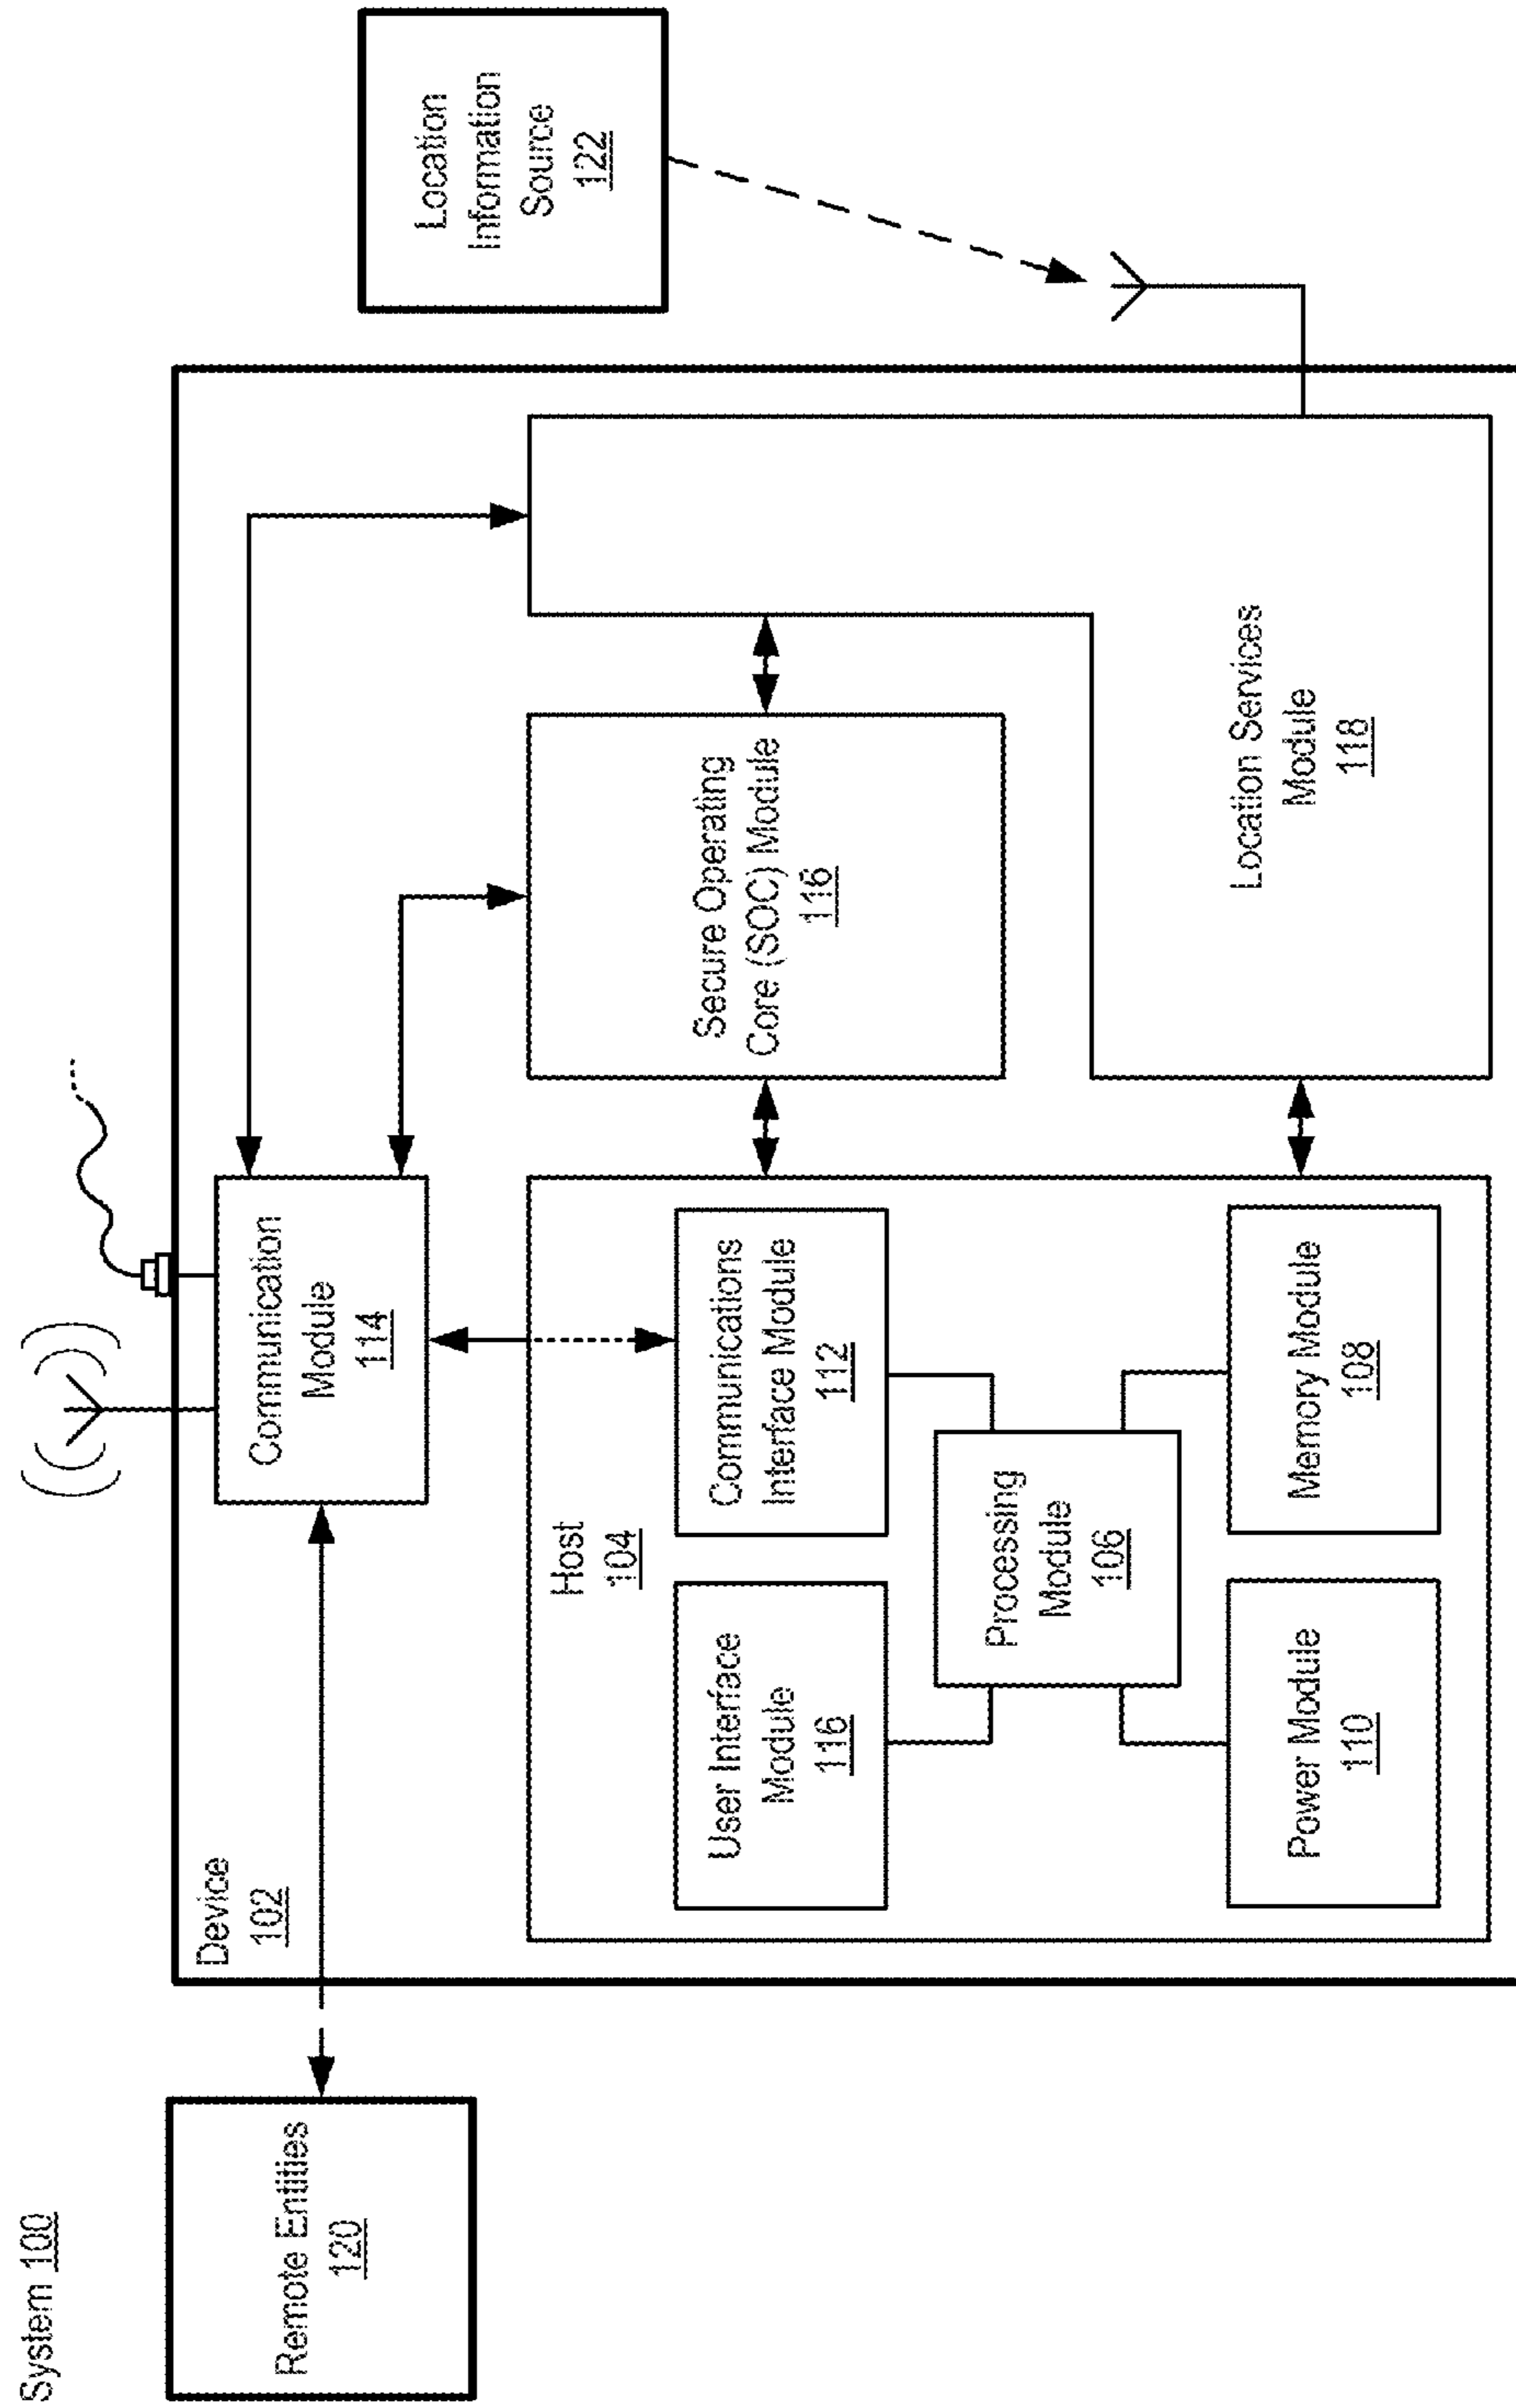 System 100
Remote Entities
120
Device
102
Communication
Module
114
Host
104
User Interface
Module
116
Communications
Interface Module
112
Processing
Module
106
Power Module
110
Memory Module
108
Secure Operating
Core (SOC) Module
116
Location Services
Module
118
Location
Information
Source
122